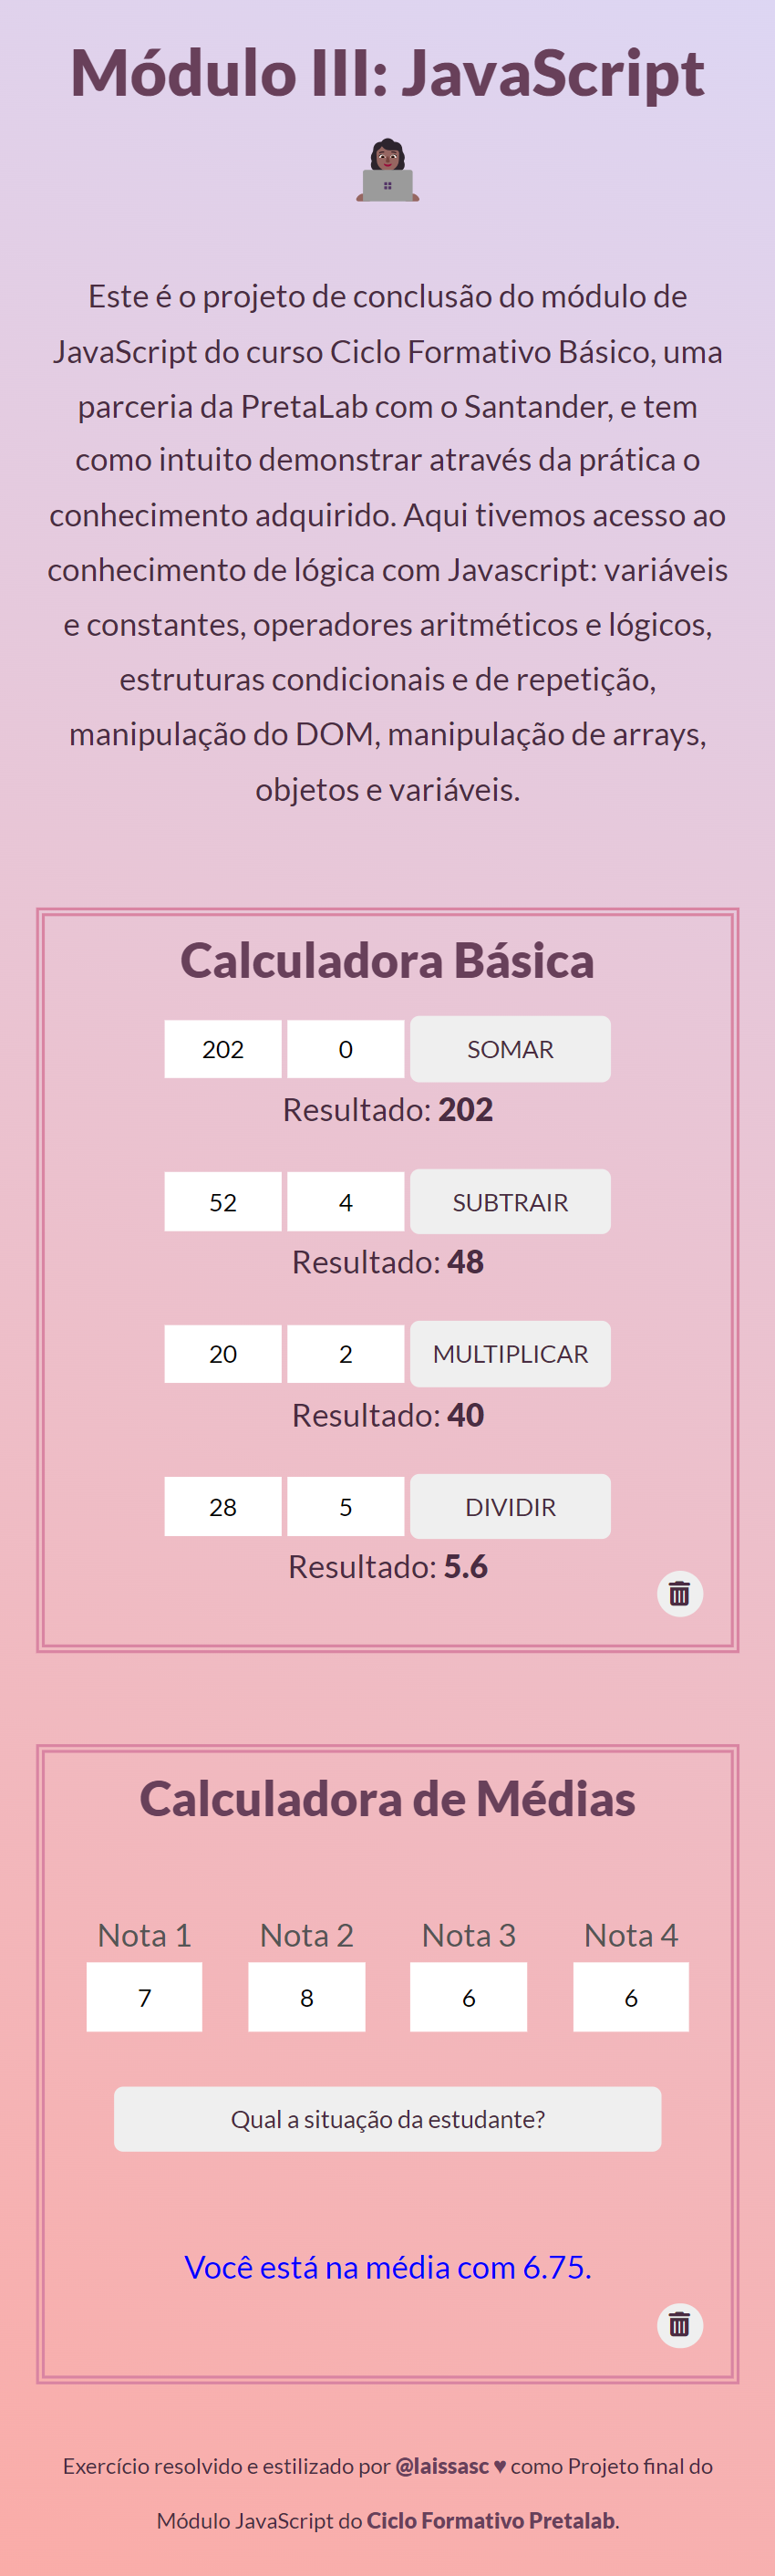 Módulo III: JavaScript
Este é o projeto de conclusão do módulo de
JavaScript do curso Ciclo Formativo Básico, uma
parceria da PretaLab com o Santander, e tem
como intuito demonstrar através da prática o
conhecimento adquirido. Aqui tivemos acesso ao
conhecimento de lógica com Javascript: variáveis
e constantes, operadores aritméticos e lógicos,
estruturas condicionais e de repetição,
manipulação do DOM, manipulação de arrays,
objetos e variáveis.
Calculadora Básica
202 0 SOMAR
Resultado: 202
52 4 SUBTRAIR
Resultado: 48
20 2 MULTIPLICAR
Resultado: 40
28 5 DIVIDIR
Resultado: 5.6
Calculadora de Médias
Nota 1 Nota 2 Nota 3 Nota 4
7 8 6 6
Qual a situação da estudante?
Você está na média com 6.75.
Exercício resolvido e estilizado por @laissasc ♥ como Projeto final do
Módulo JavaScript do Ciclo Formativo Pretalab.